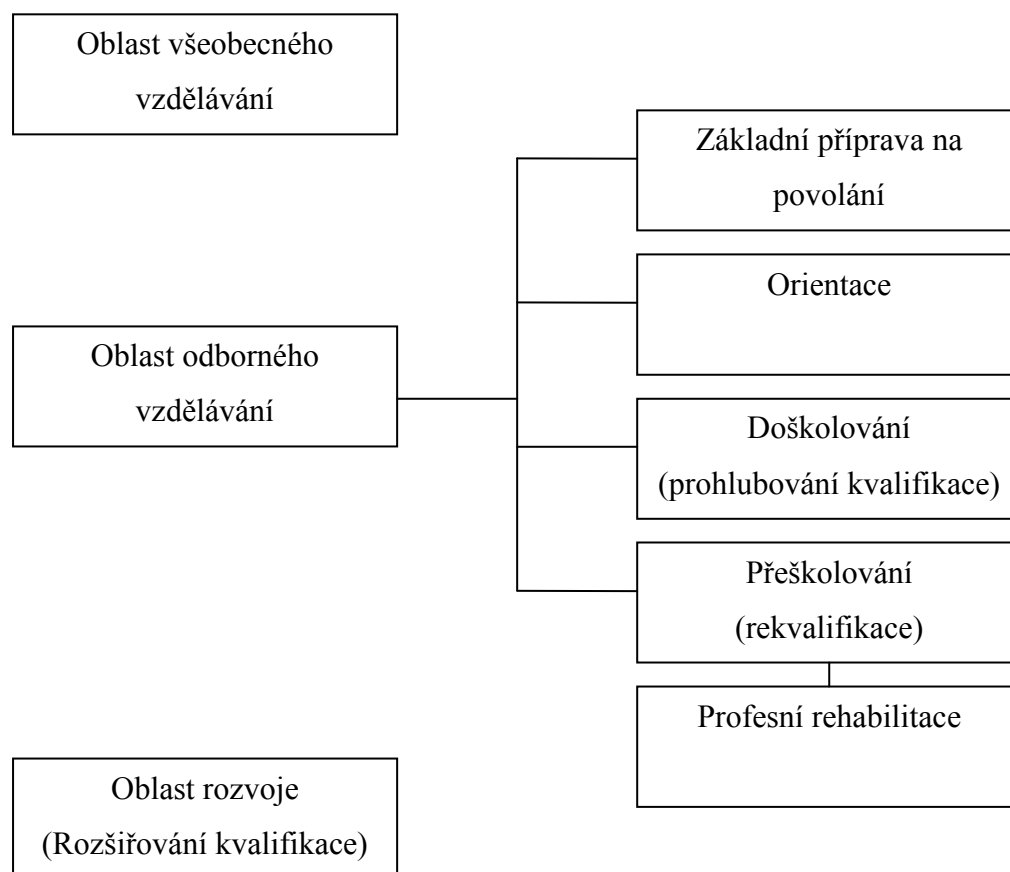 Oblast všeobecného
vzdělávání
Základní příprava na
povolání
Orientace
Oblast odborného
vzdělávání
Doškolování
(prohlubování kvalifikace)
Přeškolování
(rekvalifikace)
Profesní rehabilitace
Oblast rozvoje
(Rozšiřování kvalifikace)